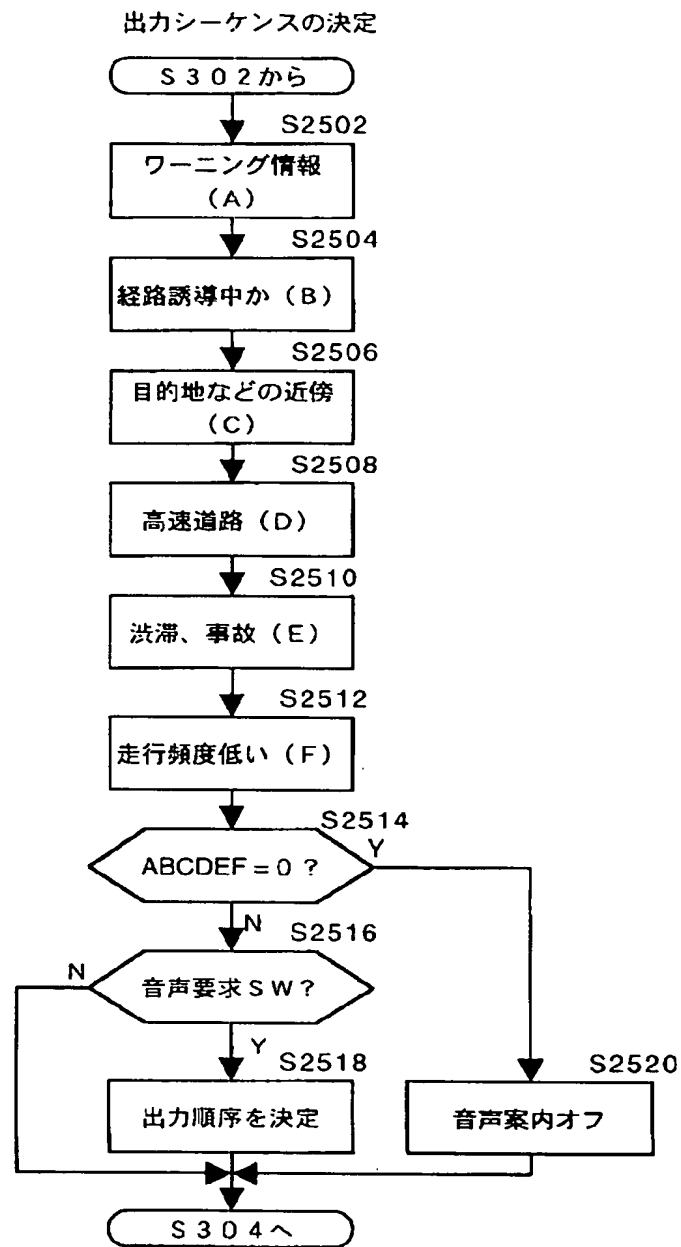 出力シーケンスの決定
S302から
S2502
ワーニング情報
(A)
S2504
経路誘導中か(B)
S2506
目的地などの近傍
(C)
S2508
高速道路(D)
S2510
渋滞、事故(E)
S2512
走行頻度低い(F)
S2514
ABCDEF=0?
Y
N
S2516
音声要求SW?
N
Y
S2518
出力順序を決定
S2520
音声案内オフ
S304へ